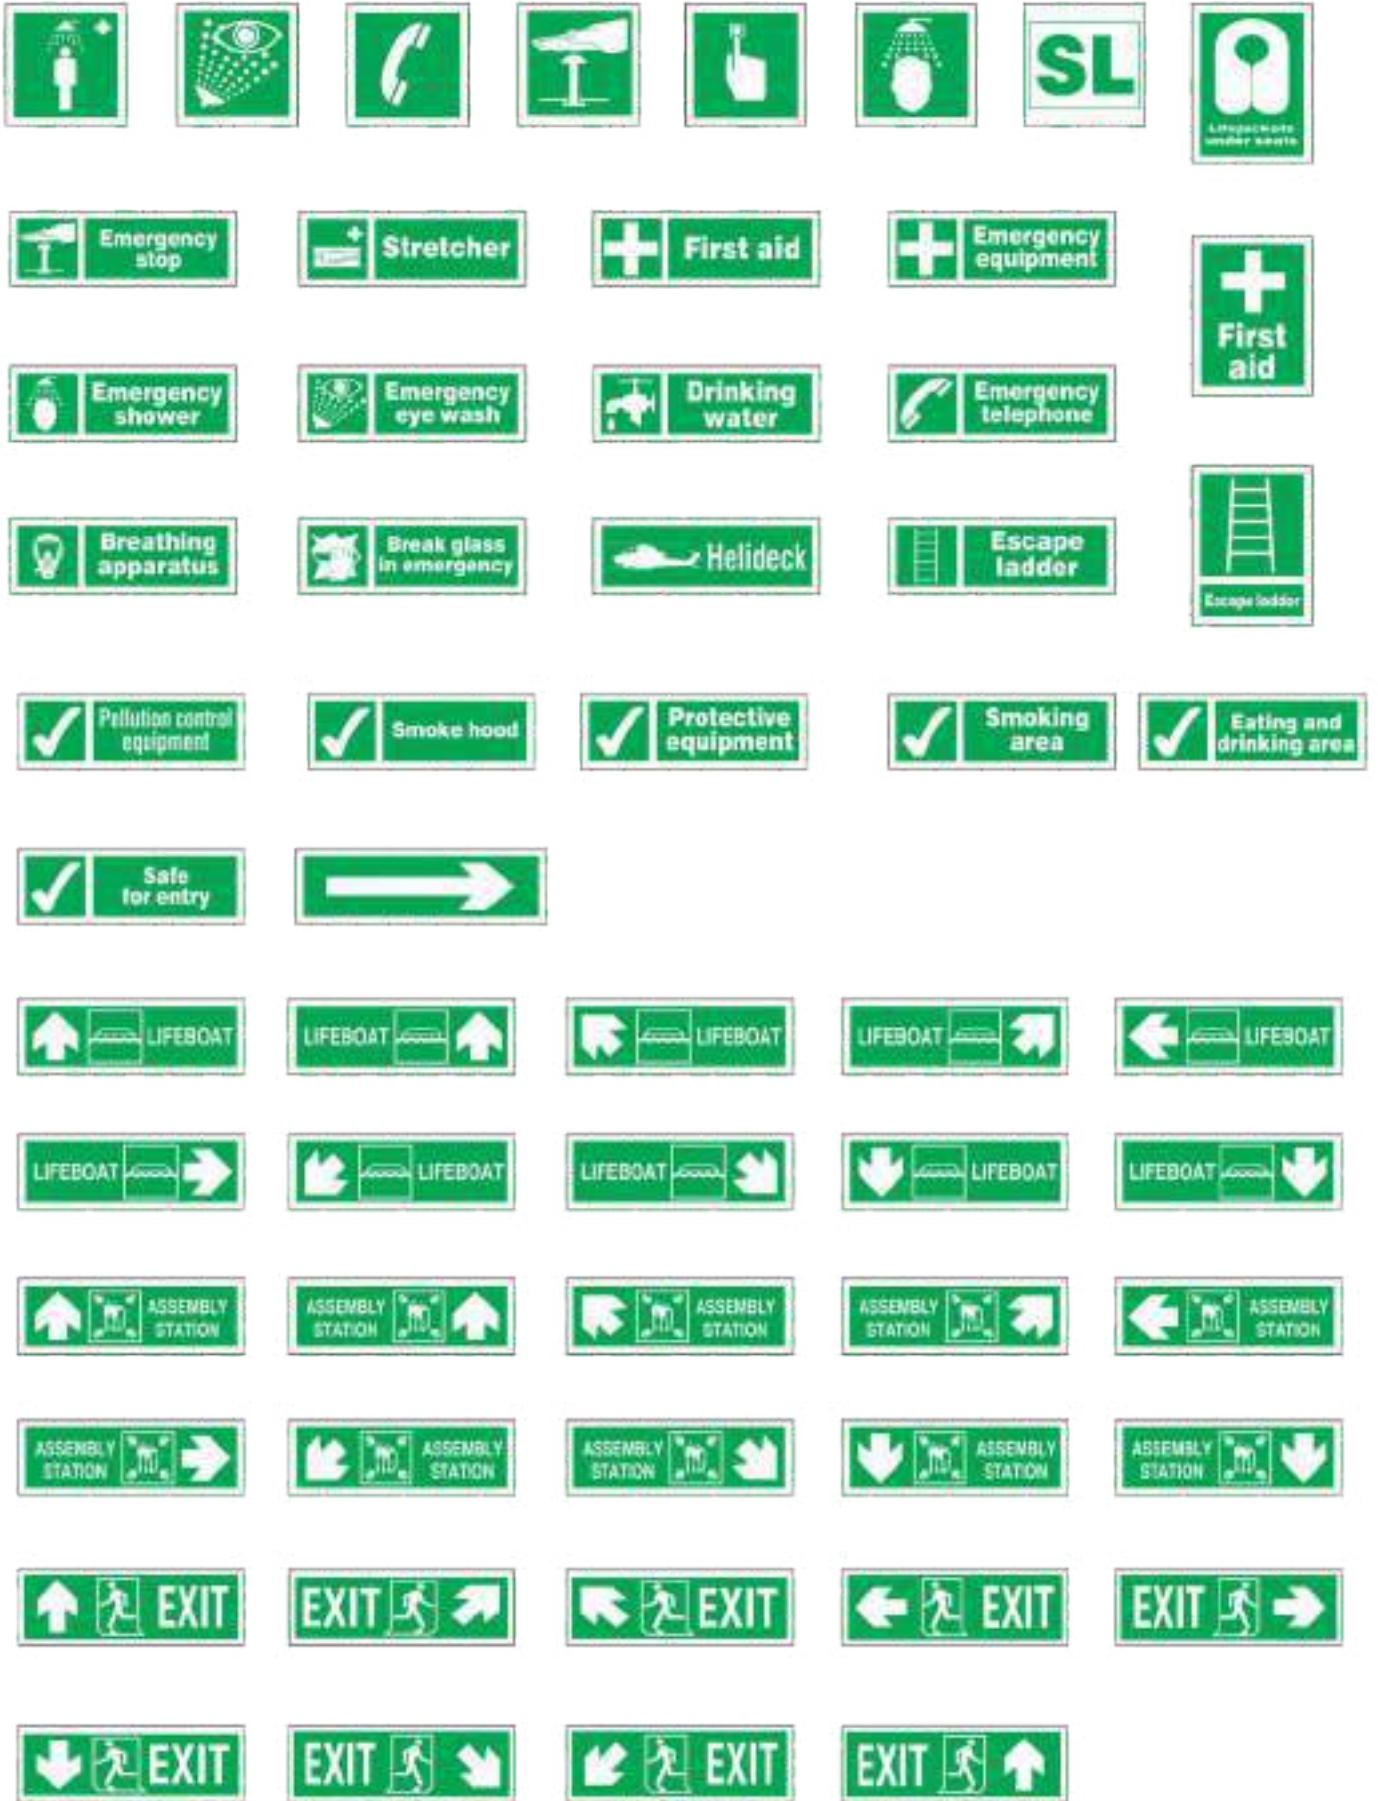 SL
Lifejackets
under seats
Emergency
stop
Stretcher
First aid
Emergency
equipment
First
aid
Emergency
shower
Emergency
eye wash
Drinking
water
Emergency
telephone
Breathing
apparatus
Break glass
in emergency
Helideck
Escape
ladder
Escape ladder
Pollution control
equipment
Smoke hood
Protective
equipment
Smoking
area
Eating and
drinking area
Safe
for entry
LIFEBOAT
LIFEBOAT
LIFEBOAT
LIFEBOAT
LIFEBOAT
LIFEBOAT
LIFEBOAT
LIFEBOAT
LIFEBOAT
LIFEBOAT
ASSEMBLY
STATION
ASSEMBLY
STATION
ASSEMBLY
STATION
ASSEMBLY
STATION
ASSEMBLY
STATION
ASSEMBLY
STATION
ASSEMBLY
STATION
ASSEMBLY
STATION
ASSEMBLY
STATION
ASSEMBLY
STATION
EXIT
EXIT
EXIT
EXIT
EXIT
EXIT
EXIT
EXIT
EXIT